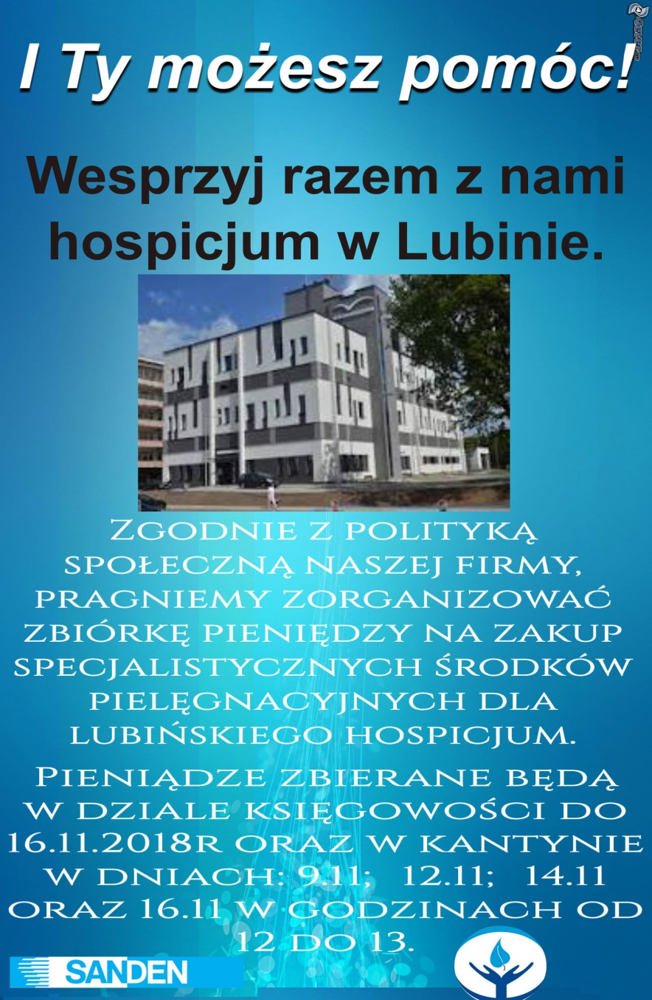 I Ty możesz pomóc!
Wesprzyj razem z nami
hospicjum w Lubinie.
Zgodnie z polityką
społeczną naszej firmy,
pragniemy zorganizować
zbiórkę pieniędzy na zakup
specjalistycznych środków
pielęgnacyjnych dla
lubińskiego hospicjum.
Pieniądze zbierane będą
w dziale księgowości do
16.11.2018r oraz w kantynie
w dniach: 9.11; 12.11; 14.11
oraz 16.11 w godzinach od
12 do 13.
SANDEN